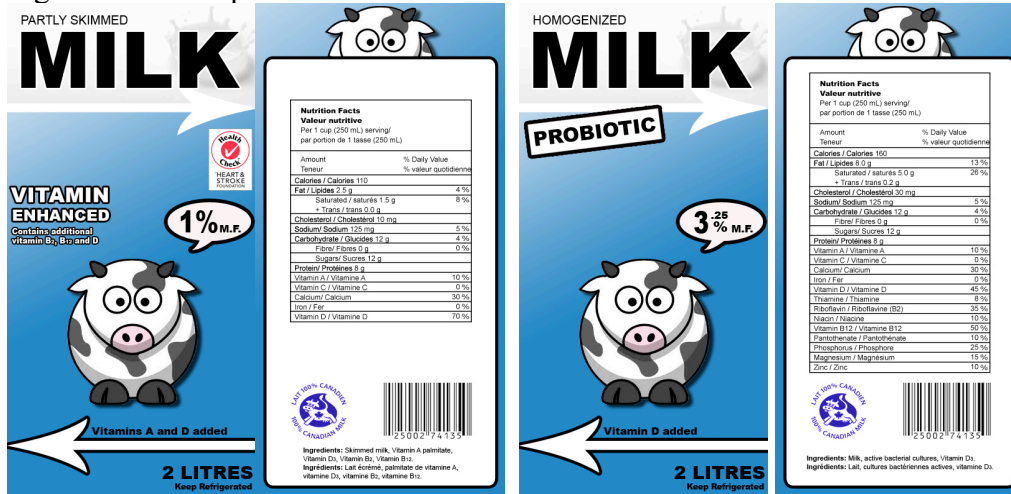 PARTLY SKIMMED
MILK
Health
Check
HEART &
STROKE
FOUNDATION
VITAMIN
ENHANCED
Contains additional
vitamin B2, B12 and D
1% M.F.
Vitamins A and D added
2 LITRES
Keep Refrigerated
Nutrition Facts
Valeur nutritive
Per 1 cup (250 mL) serving/
par portion de 1 tasse (250 mL)
Amount % Daily Value
Teneur % valeur quotidienne
Calories / Calories 110
Fat / Lipides 2.5 g 4 %
Saturated / saturés 1.5 g 8 %
+ Trans / trans 0.0 g
Cholesterol / Cholestérol 10 mg
Sodium/ Sodium 125 mg 5 %
Carbohydrate / Glucides 12 g 4 %
Fibre/ Fibres 0 g 0 %
Sugars/ Sucres 12 g
Protein/ Protéines 8 g
Vitamin A / Vitamine A 10 %
Vitamin C / Vitamine C 0 %
Calcium/ Calcium 30 %
Iron / Fer 0 %
Vitamin D / Vitamine D 70 %
LAIT 100% CANADIEN
100% CANADIAN MILK
25002 74135
Ingredients: Skimmed milk, Vitamin A palmitate,
Vitamin D3, Vitamin B2, Vitamin B12.
Ingrédients: Lait écrémé, palmitate de vitamine A,
vitamine D3, vitamine B2, vitamine B12.
HOMOGENIZED
MILK
PROBIOTIC
3.25% M.F.
Vitamin D added
2 LITRES
Keep Refrigerated
Nutrition Facts
Valeur nutritive
Per 1 cup (250 mL) serving/
par portion de 1 tasse (250 mL)
Amount % Daily Value
Teneur % valeur quotidienne
Calories / Calories 160
Fat / Lipides 8.0 g 13 %
Saturated / saturés 5.0 g 26 %
+ Trans / trans 0.2 g
Cholesterol / Cholestérol 30 mg
Sodium/ Sodium 125 mg 5 %
Carbohydrate / Glucides 12 g 4 %
Fibre/ Fibres 0 g 0 %
Sugars/ Sucres 12 g
Protein/ Protéines 8 g
Vitamin A / Vitamine A 10 %
Vitamin C / Vitamine C 0 %
Calcium/ Calcium 30 %
Iron / Fer 0 %
Vitamin D / Vitamine D 45 %
Thiamine / Thiamine 8 %
Riboflavin / Riboflavine (B2) 35 %
Niacin / Niacine 10 %
Vitamin B12 / Vitamine B12 50 %
Pantothenate / Pantothénate 10 %
Phosphorus / Phosphore 25 %
Magnesium / Magnésium 15 %
Zinc / Zinc 10 %
LAIT 100% CANADIEN
100% CANADIAN MILK
25002 74135
Ingredients: Milk, active bacterial cultures, Vitamin D3.
Ingrédients: Lait, cultures bactériennes actives, vitamine D3.